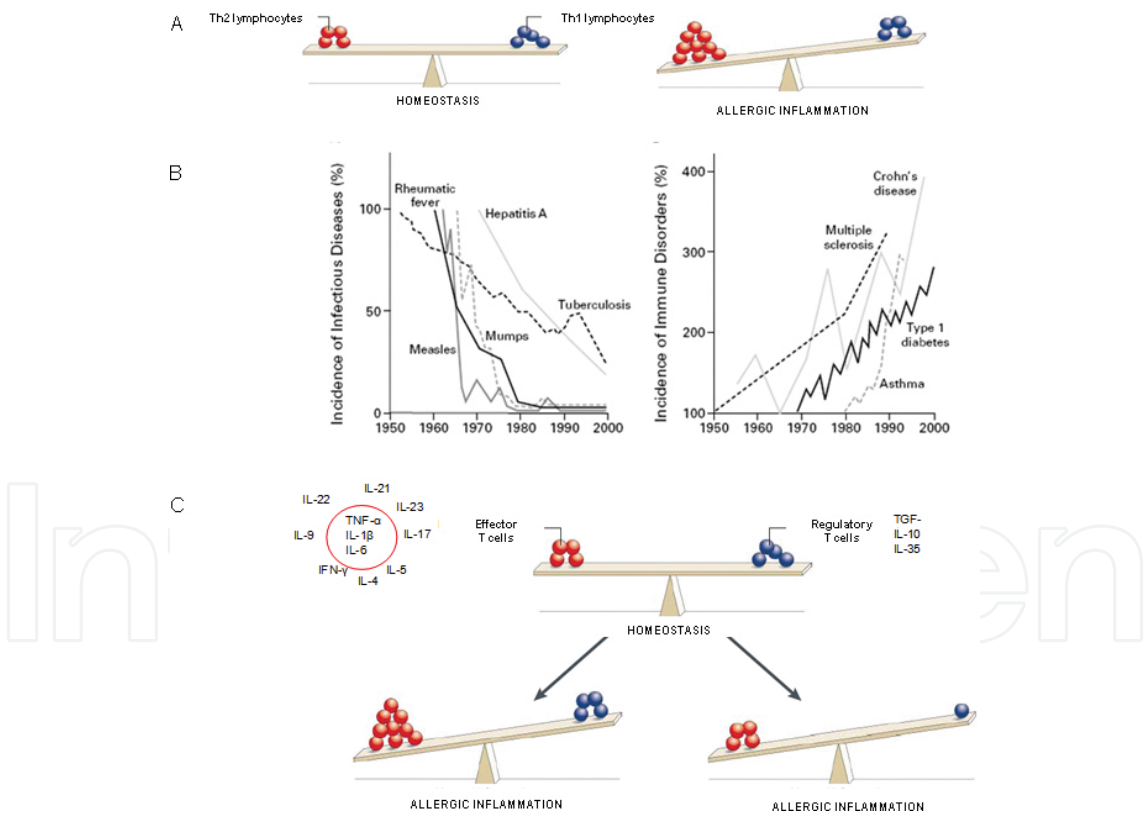 A
Th2 lymphocytes
Th1 lymphocytes
HOMEOSTASIS
ALLERGIC INFLAMMATION
B
Incidence of Infectious Diseases (%)
100
50
0
1950 1960 1970 1980 1990 2000
Rheumatic
fever
Hepatitis A
Tuberculosis
Mumps
Measles
Incidence of Immune Disorders (%)
400
300
200
100
1950 1960 1970 1980 1990 2000
Crohn's
disease
Multiple
sclerosis
Type 1
diabetes
Asthma
C
IL-21
IL-22
IL-23
TNF-α
IL-9
IL-1β
IL-17
IL-6
IFN-γ
IL-5
IL-4
Effector
T cells
Regulatory
T cells
TGF-
IL-10
IL-35
HOMEOSTASIS
ALLERGIC INFLAMMATION
ALLERGIC INFLAMMATION